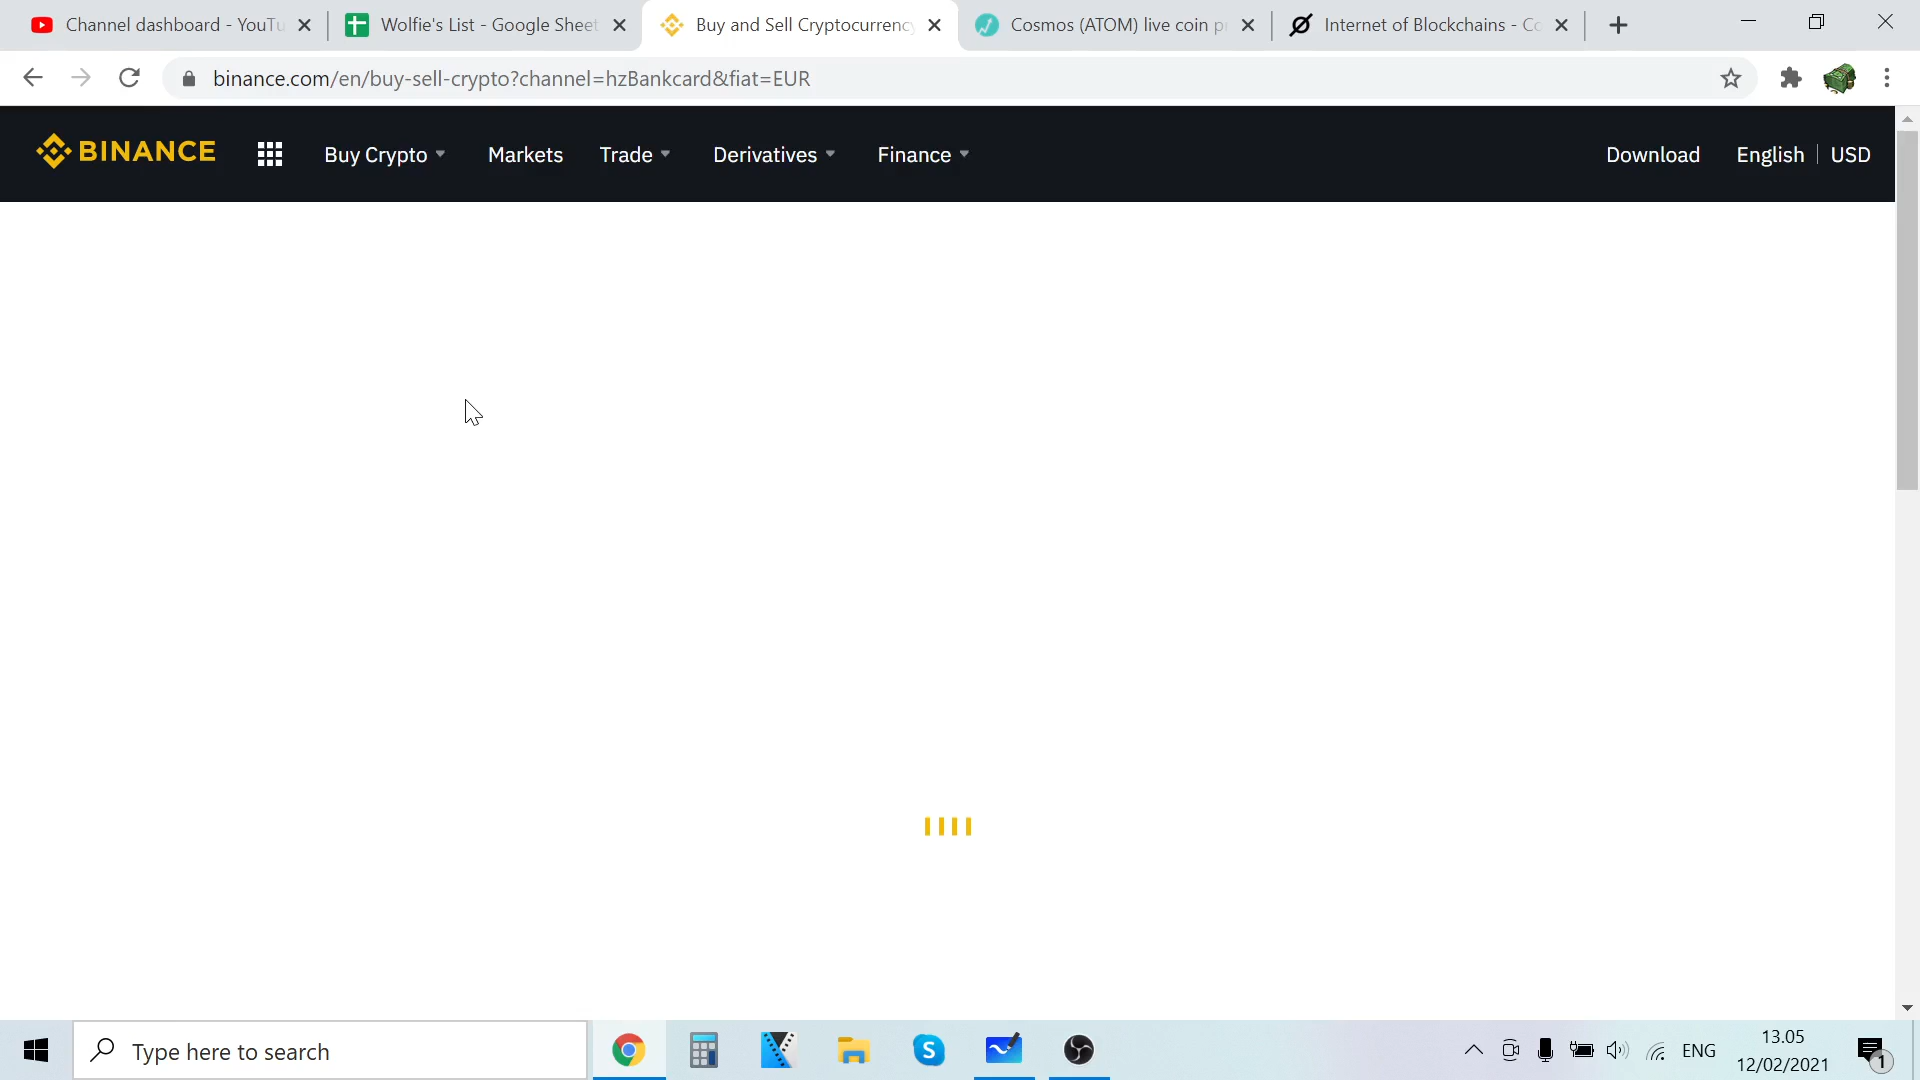 Channel dashboard - YouTu
Wolfie's List - Google Sheet
Buy and Sell Cryptocurrency
Cosmos (ATOM) live coin p
Internet of Blockchains - Co
binance.com/en/buy-sell-crypto?channel=hzBankcard&fiat=EUR
BINANCE
Buy Crypto
Markets
Trade
Derivatives
Finance
Download
English
USD
Type here to search
ENG
13.05
12/02/2021
1